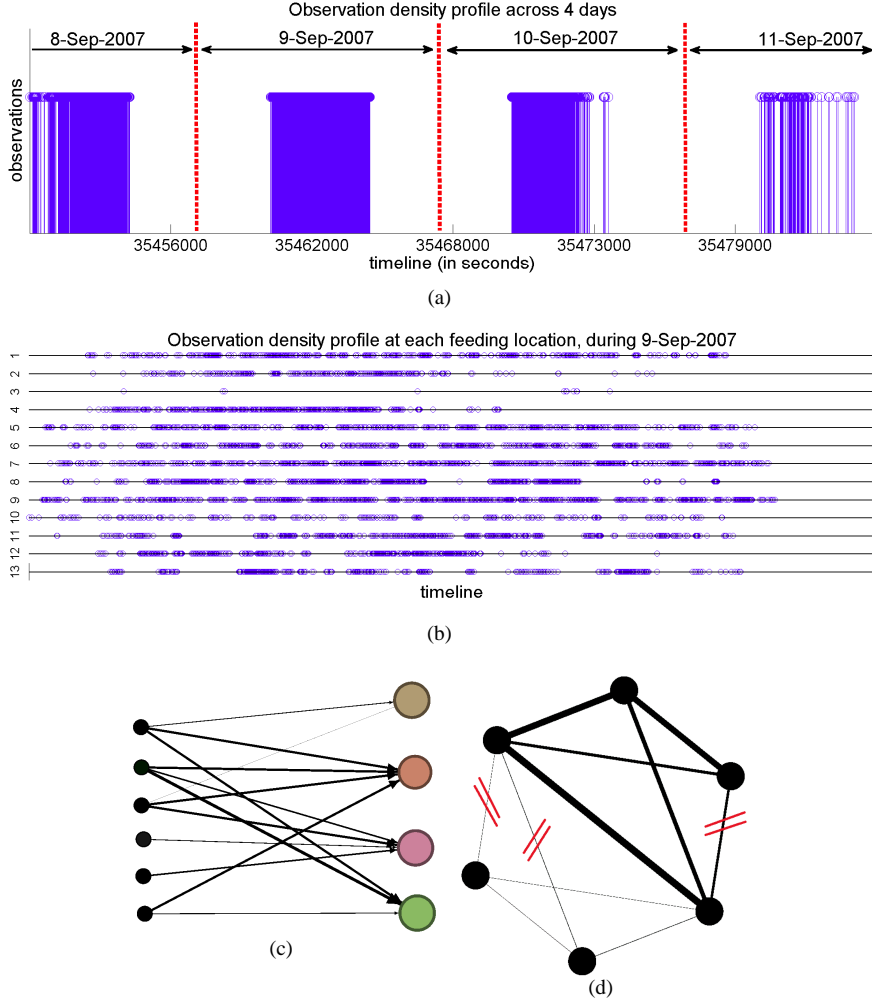 Observation density profile across 4 days
8-Sep-2007
9-Sep-2007
10-Sep-2007
11-Sep-2007
observations
35456000
35462000
35468000
35473000
35479000
timeline (in seconds)
(a)
Observation density profile at each feeding location, during 9-Sep-2007
1
2
3
4
5
6
7
8
9
10
11
12
13
timeline
(b)
(c)
(d)